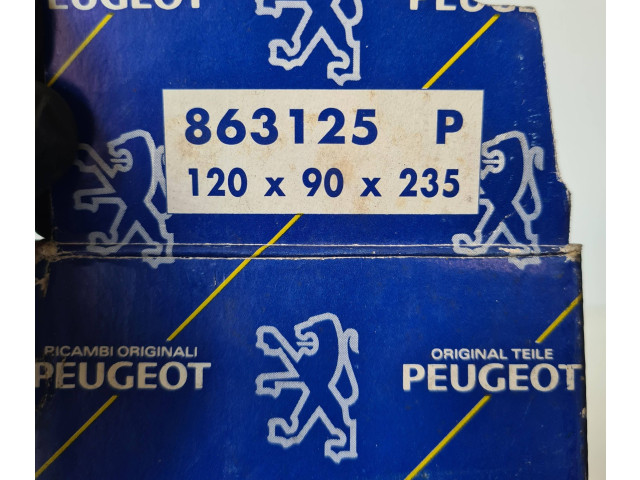 PEUGEOT
863125 P
120 x 90 x 235
RICAMBI ORIGINALI
PEUGEOT
ORIGINAL TEILE
PEUGEOT